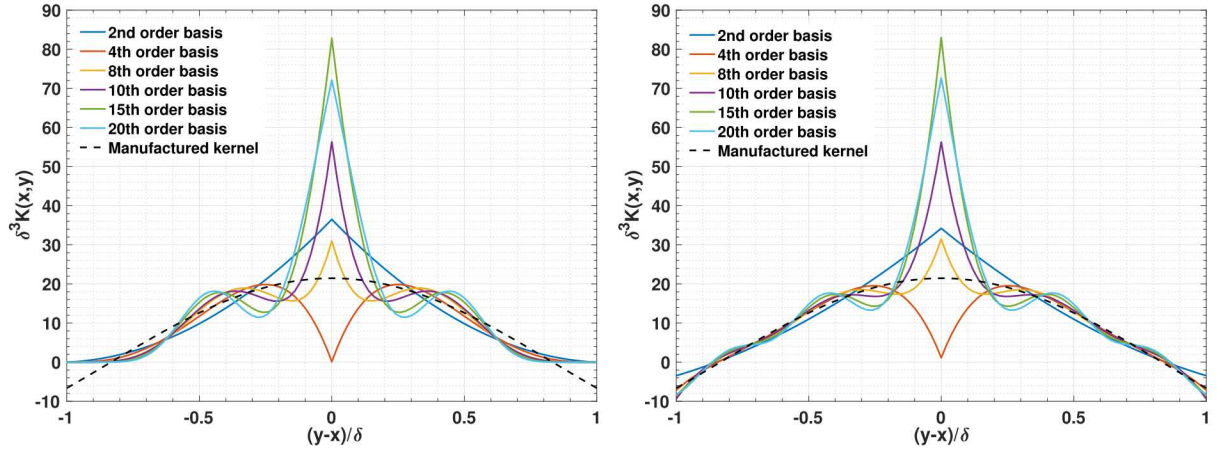 90
80
70
60
50
40
30
20
10
0
-10
δ³K(x,y)
2nd order basis
4th order basis
8th order basis
10th order basis
15th order basis
20th order basis
Manufactured kernel
-1 -0.5 0 0.5 1
(y-x)/δ
90
80
70
60
50
40
30
20
10
0
-10
δ³K(x,y)
2nd order basis
4th order basis
8th order basis
10th order basis
15th order basis
20th order basis
Manufactured kernel
-1 -0.5 0 0.5 1
(y-x)/δ